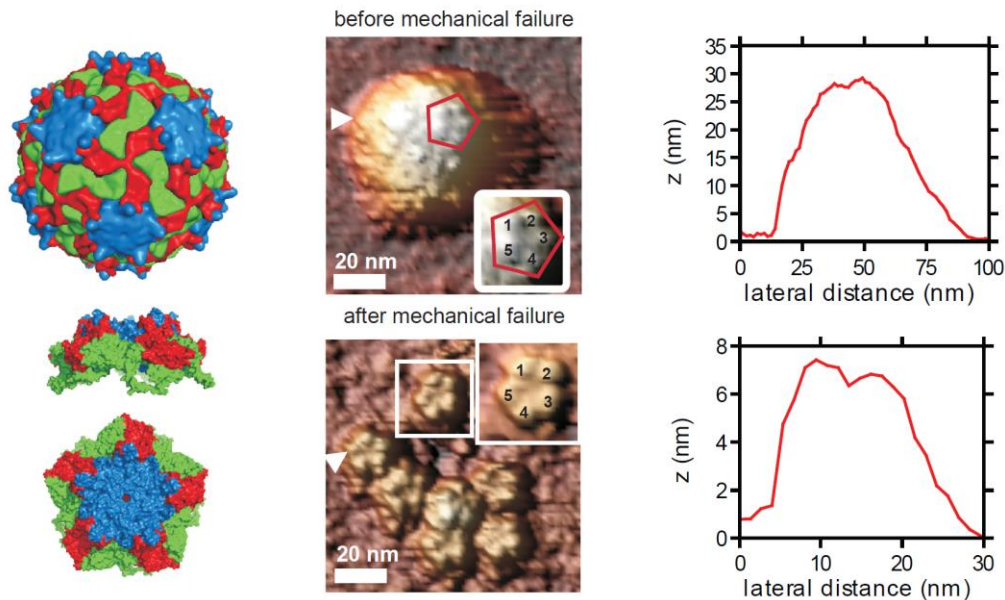 before mechanical failure
1
2
3
4
5
20 nm
after mechanical failure
1
2
3
4
5
20 nm
35
30
25
20
15
10
5
0
z (nm)
0 25 50 75 100
lateral distance (nm)
8
6
4
2
0
z (nm)
0 10 20 30
lateral distance (nm)